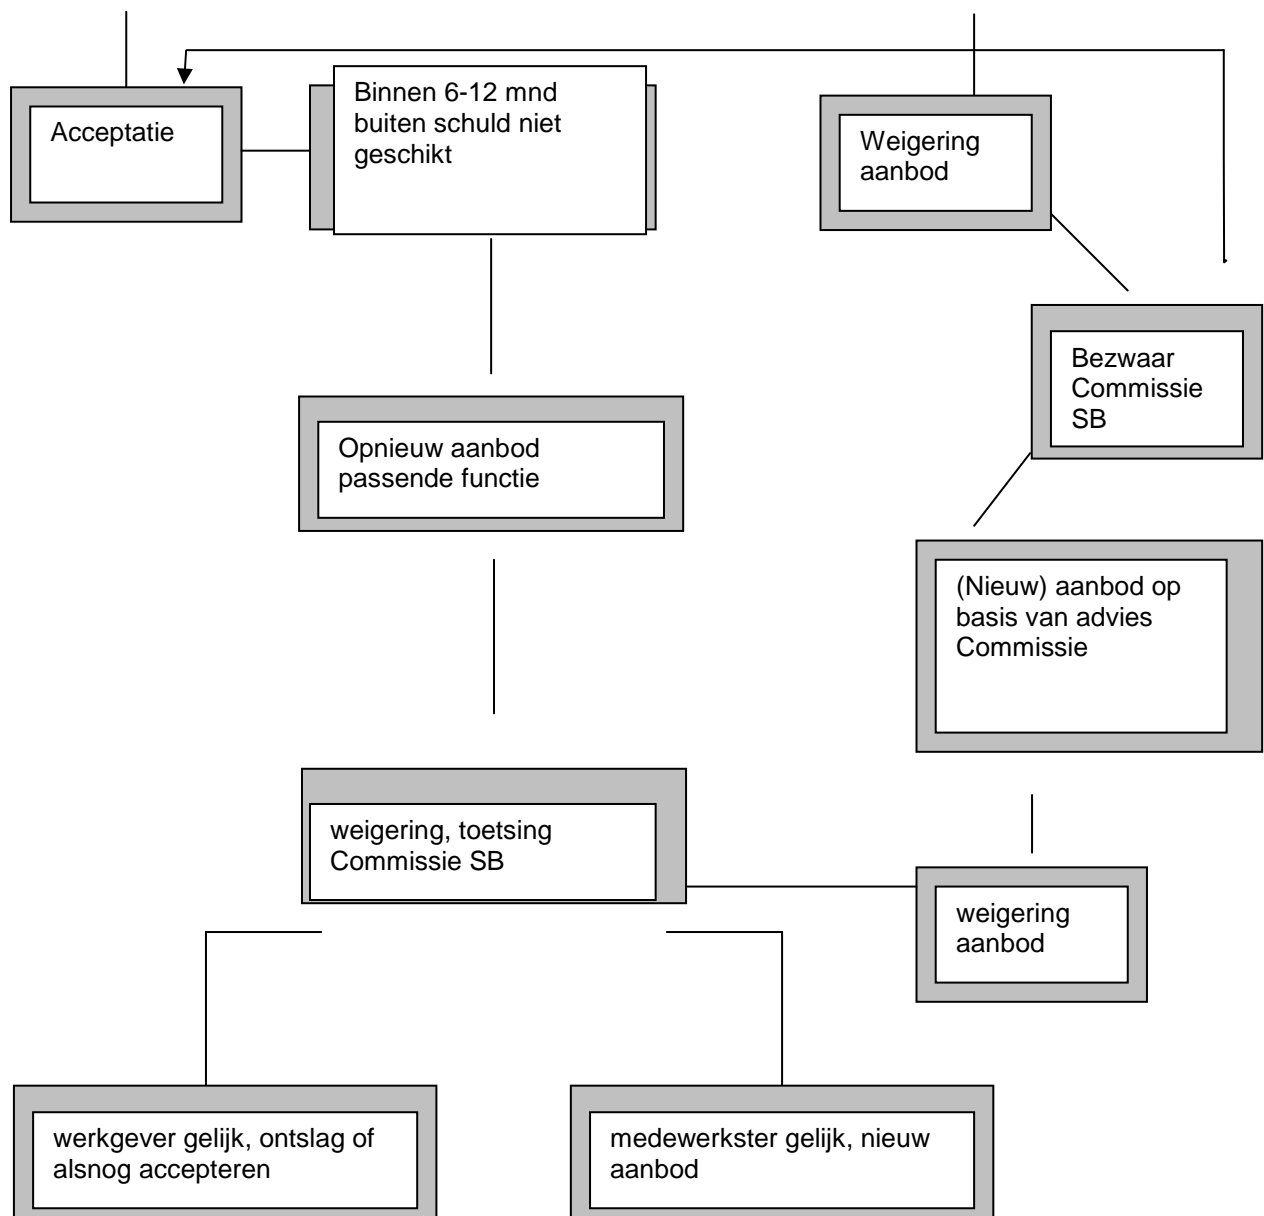 Acceptatie
Binnen 6-12 mnd
buiten schuld niet
geschikt
Weigering
aanbod
Bezwaar
Commissie
SB
Opnieuw aanbod
passende functie
(Nieuw) aanbod op
basis van advies
Commissie
weigering, toetsing
Commissie SB
weigering
aanbod
werkgever gelijk, ontslag of
alsnog accepteren
medewerkster gelijk, nieuw
aanbod